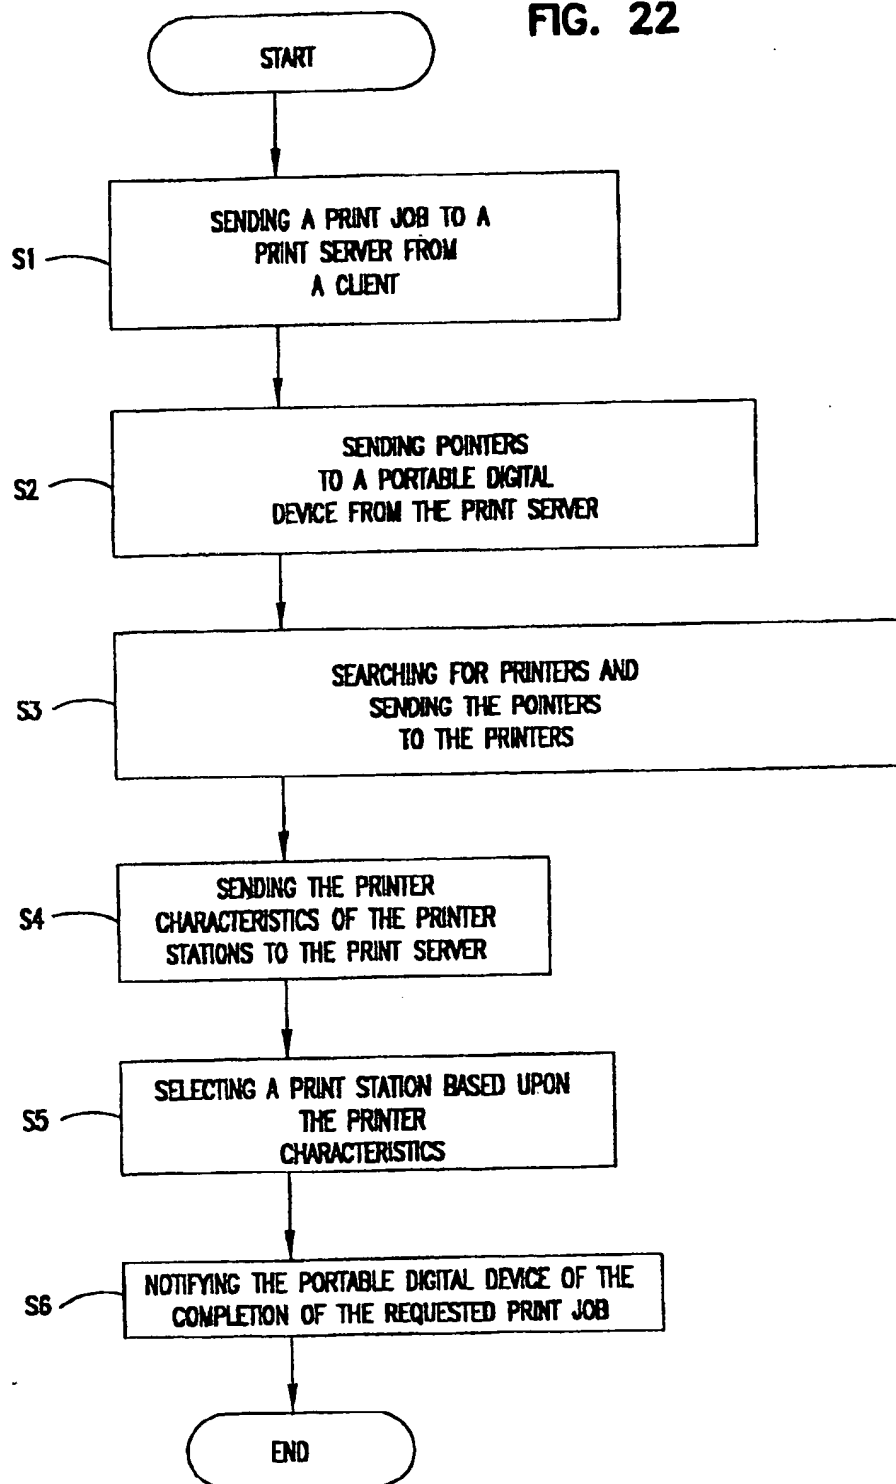 FIG. 22
START
S1
SENDING A PRINT JOB TO A
PRINT SERVER FROM
A CLIENT
S2
SENDING POINTERS
TO A PORTABLE DIGITAL
DEVICE FROM THE PRINT SERVER
S3
SEARCHING FOR PRINTERS AND
SENDING THE POINTERS
TO THE PRINTERS
S4
SENDING THE PRINTER
CHARACTERISTICS OF THE PRINTER
STATIONS TO THE PRINT SERVER
S5
SELECTING A PRINT STATION BASED UPON
THE PRINTER
CHARACTERISTICS
S6
NOTIFYING THE PORTABLE DIGITAL DEVICE OF THE
COMPLETION OF THE REQUESTED PRINT JOB
END